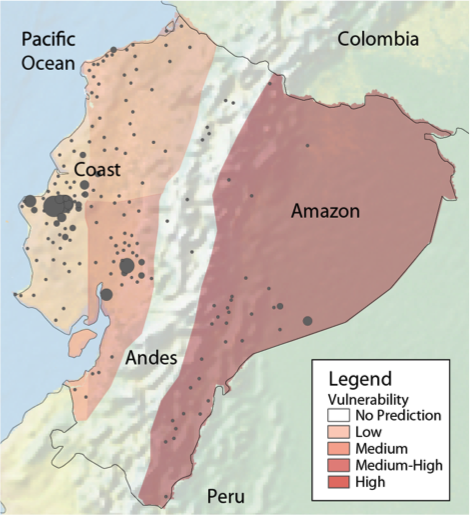 Pacific
Ocean
Colombia
Coast
Amazon
Andes
Peru
Legend
Vulnerability
No Prediction
Low
Medium
Medium-High
High